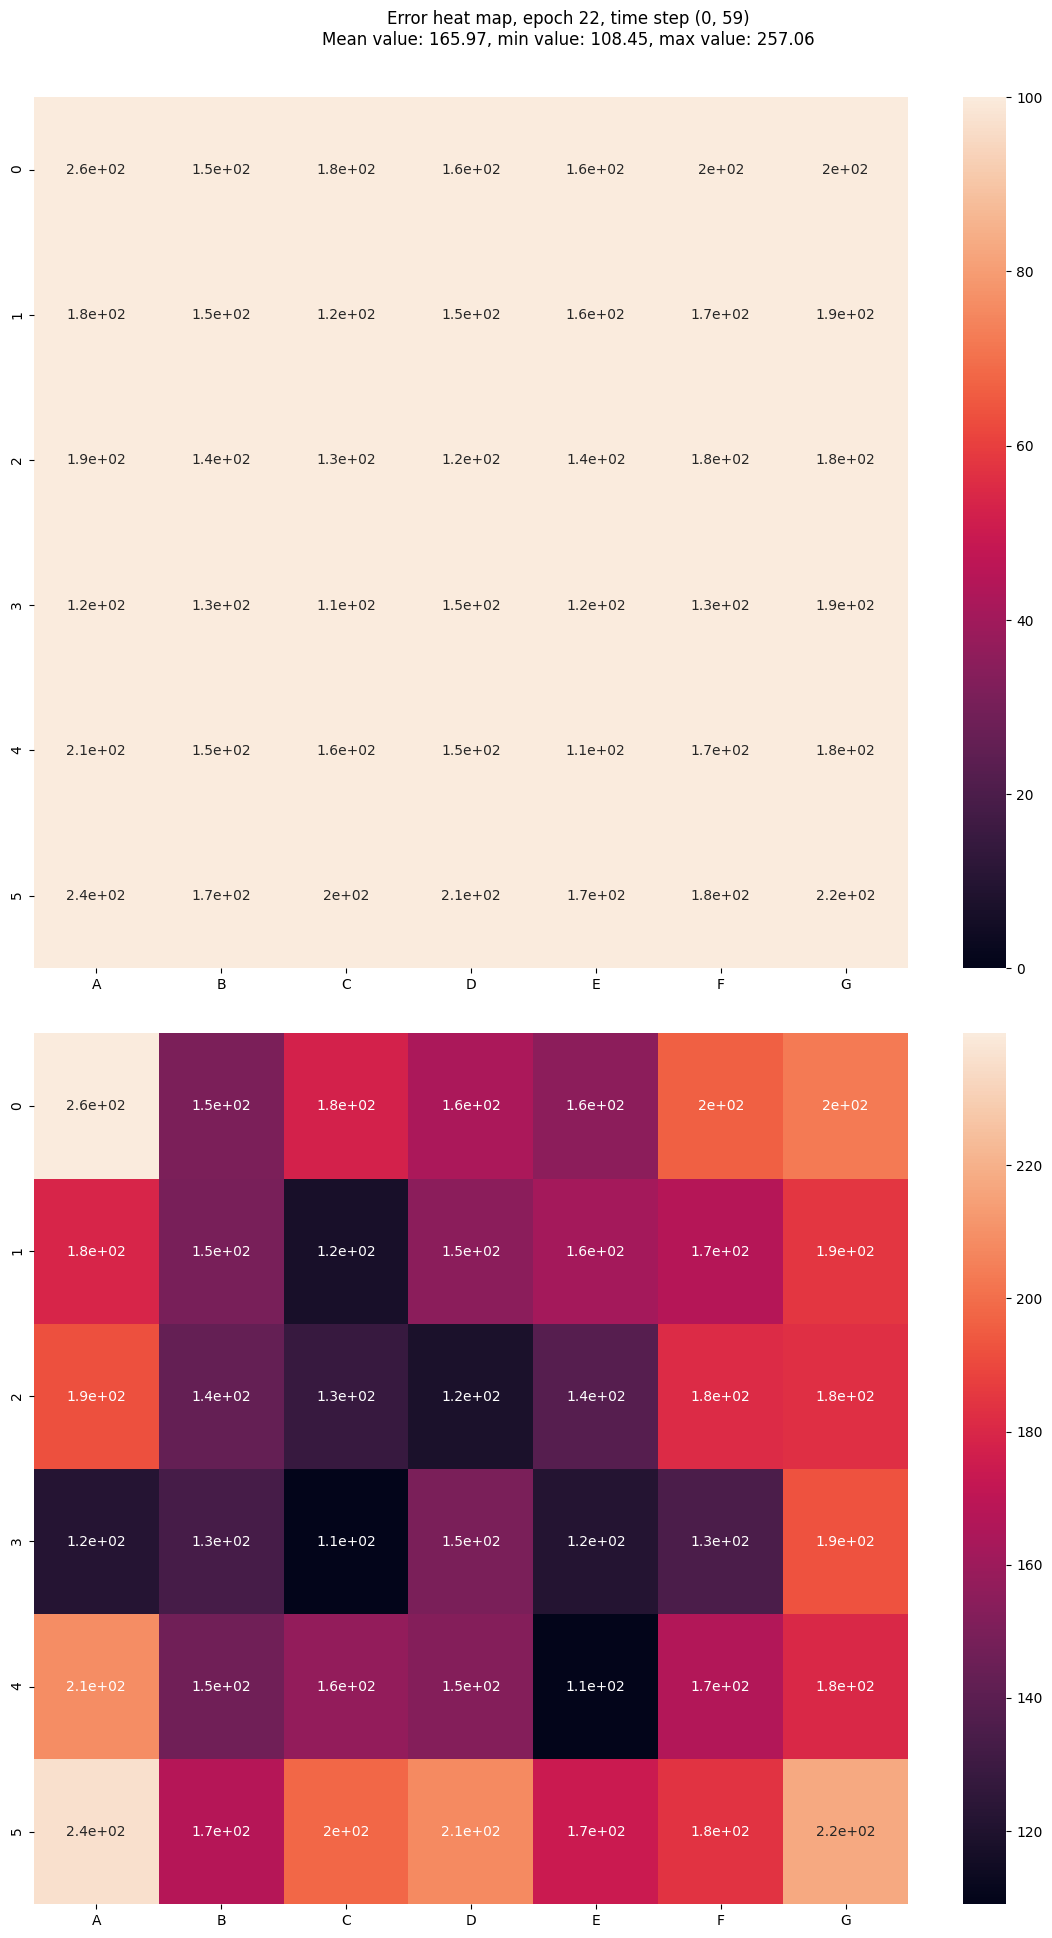 Error heat map, epoch 22, time step (0, 59)
Mean value: 165.97, min value: 108.45, max value: 257.06
100
0 2.6e+02 1.5e+02 1.8e+02 1.6e+02 1.6e+02 2e+02 2e+02
80
1 1.8e+02 1.5e+02 1.2e+02 1.5e+02 1.6e+02 1.7e+02 1.9e+02
60
2 1.9e+02 1.4e+02 1.3e+02 1.2e+02 1.4e+02 1.8e+02 1.8e+02
3 1.2e+02 1.3e+02 1.1e+02 1.5e+02 1.2e+02 1.3e+02 1.9e+02
40
4 2.1e+02 1.5e+02 1.6e+02 1.5e+02 1.1e+02 1.7e+02 1.8e+02
20
5 2.4e+02 1.7e+02 2e+02 2.1e+02 1.7e+02 1.8e+02 2.2e+02
0
A B C D E F G
0 2.6e+02 1.5e+02 1.8e+02 1.6e+02 1.6e+02 2e+02 2e+02
220
1 1.8e+02 1.5e+02 1.2e+02 1.5e+02 1.6e+02 1.7e+02 1.9e+02
200
2 1.9e+02 1.4e+02 1.3e+02 1.2e+02 1.4e+02 1.8e+02 1.8e+02
180
3 1.2e+02 1.3e+02 1.1e+02 1.5e+02 1.2e+02 1.3e+02 1.9e+02
160
4 2.1e+02 1.5e+02 1.6e+02 1.5e+02 1.1e+02 1.7e+02 1.8e+02
140
5 2.4e+02 1.7e+02 2e+02 2.1e+02 1.7e+02 1.8e+02 2.2e+02
120
A B C D E F G